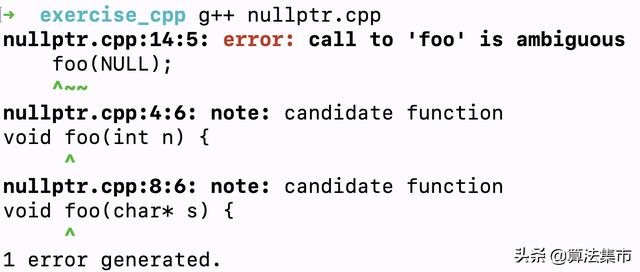 → exercise_cpp g++ nullptr.cpp
nullptr.cpp:14:5: error: call to 'foo' is ambiguous
    foo(NULL);
    ^~~
nullptr.cpp:4:6: note: candidate function
void foo(int n) {
     ^
nullptr.cpp:8:6: note: candidate function
void foo(char* s) {
     ^
1 error generated.
头条 @算法集市